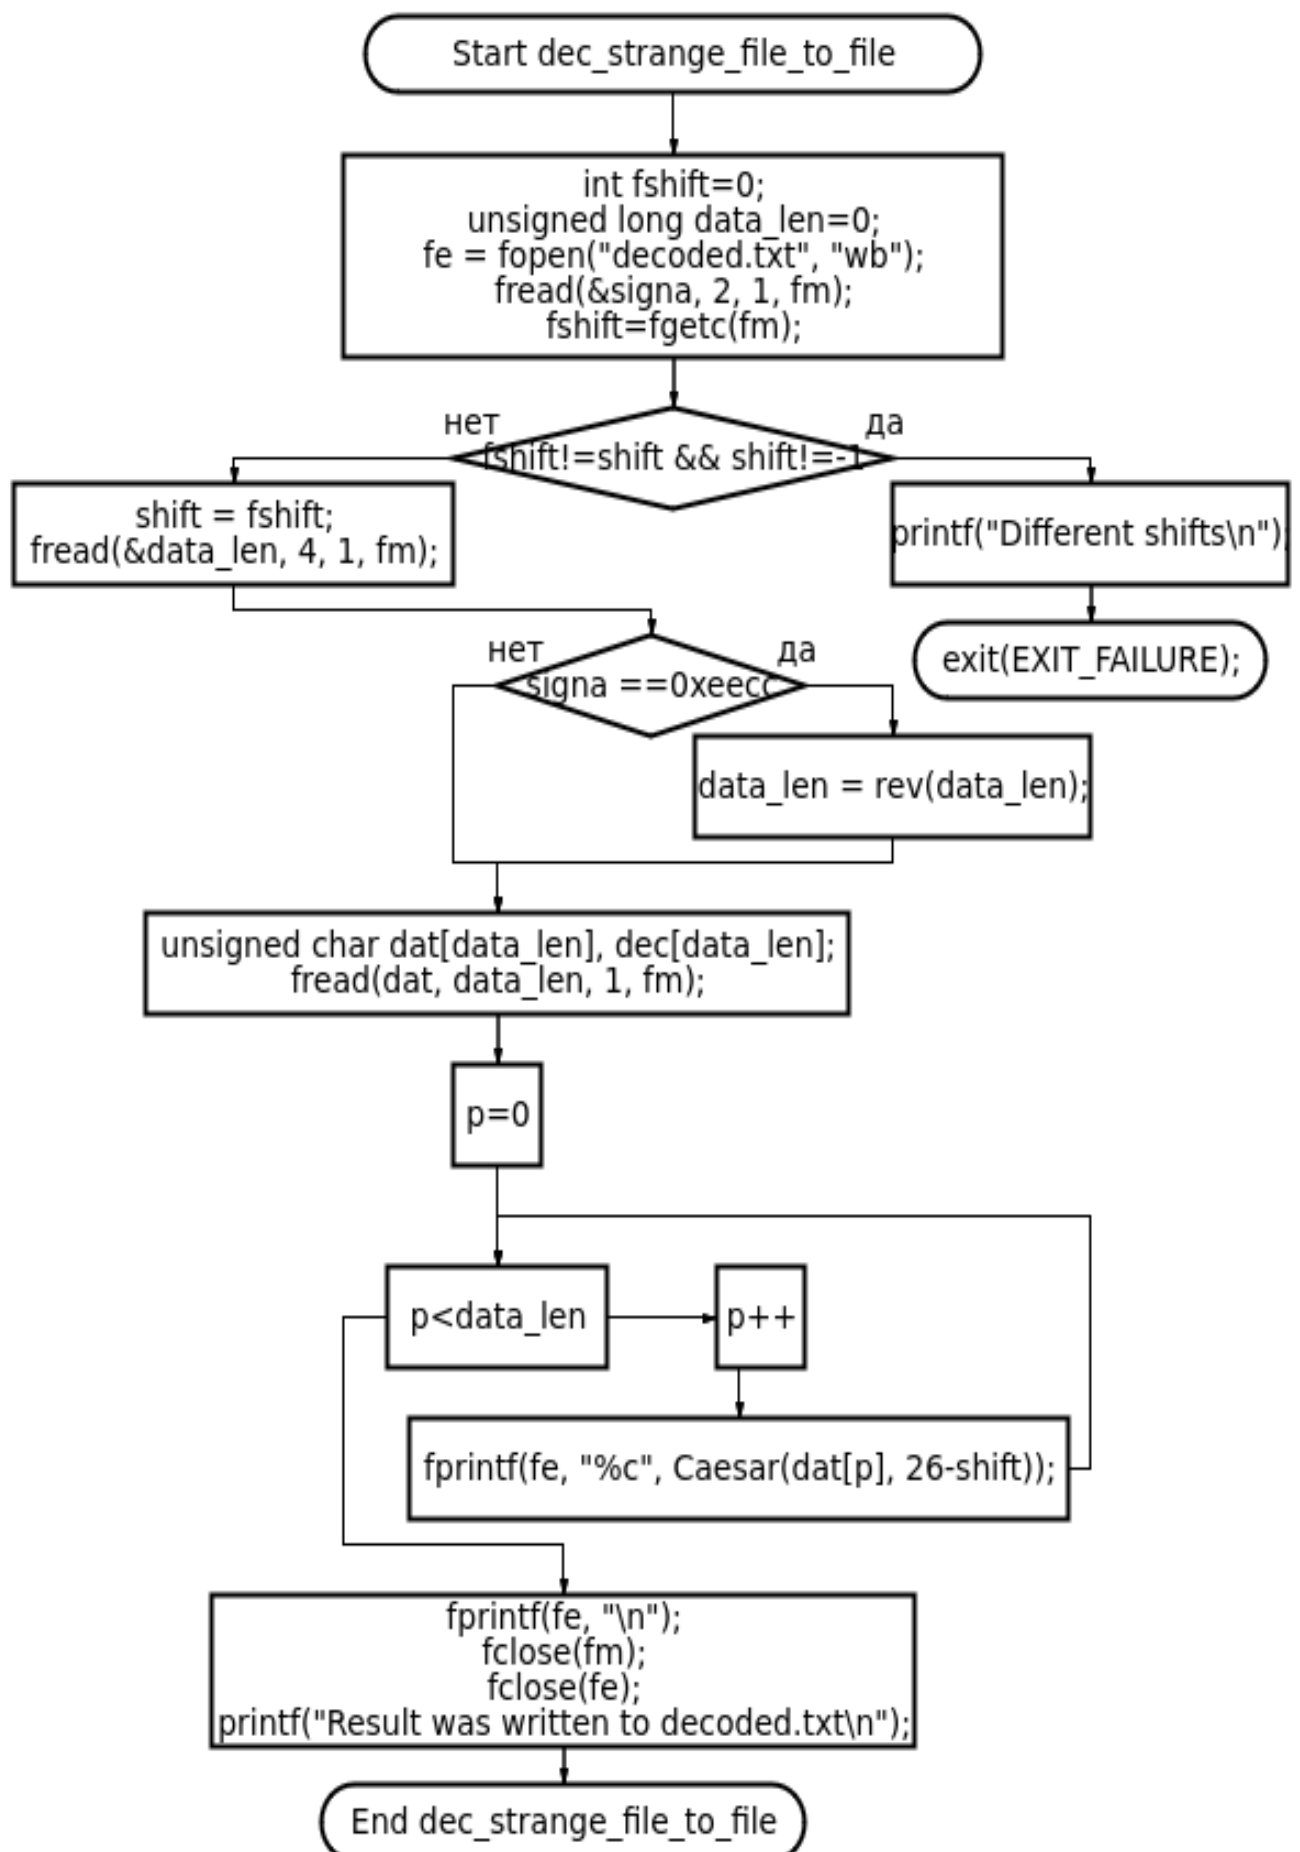 Start dec_strange_file_to_file
int fshift=0;
unsigned long data_len=0;
fe = fopen("decoded.txt", "wb");
fread(&signa, 2, 1, fm);
fshift=fgetc(fm);
нет
да
fshift!=shift && shift!=-1
shift = fshift;
fread(&data_len, 4, 1, fm);
printf("Different shifts\n");
exit(EXIT_FAILURE);
нет
да
signa ==0xeecc
data_len = rev(data_len);
unsigned char dat[data_len], dec[data_len];
fread(dat, data_len, 1, fm);
p=0
p<data_len
p++
fprintf(fe, "%c", Caesar(dat[p], 26-shift));
fprintf(fe, "\n");
fclose(fm);
fclose(fe);
printf("Result was written to decoded.txt\n");
End dec_strange_file_to_file